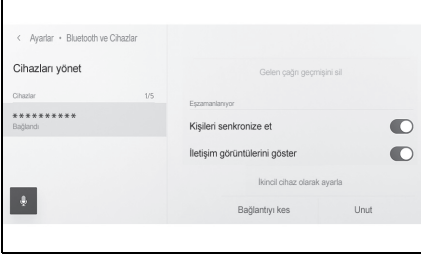 < Ayarlar • Bluetooth ve Cihazlar
Cihazları yönet
Cihazlar 1/5
**********
Bağlandı
Gelen çağrı geçmişini sil
Eşzamanlanıyor
Kişileri senkronize et
İletişim görüntülerini göster
İkincil cihaz olarak ayarla
Bağlantıyı kes Unut